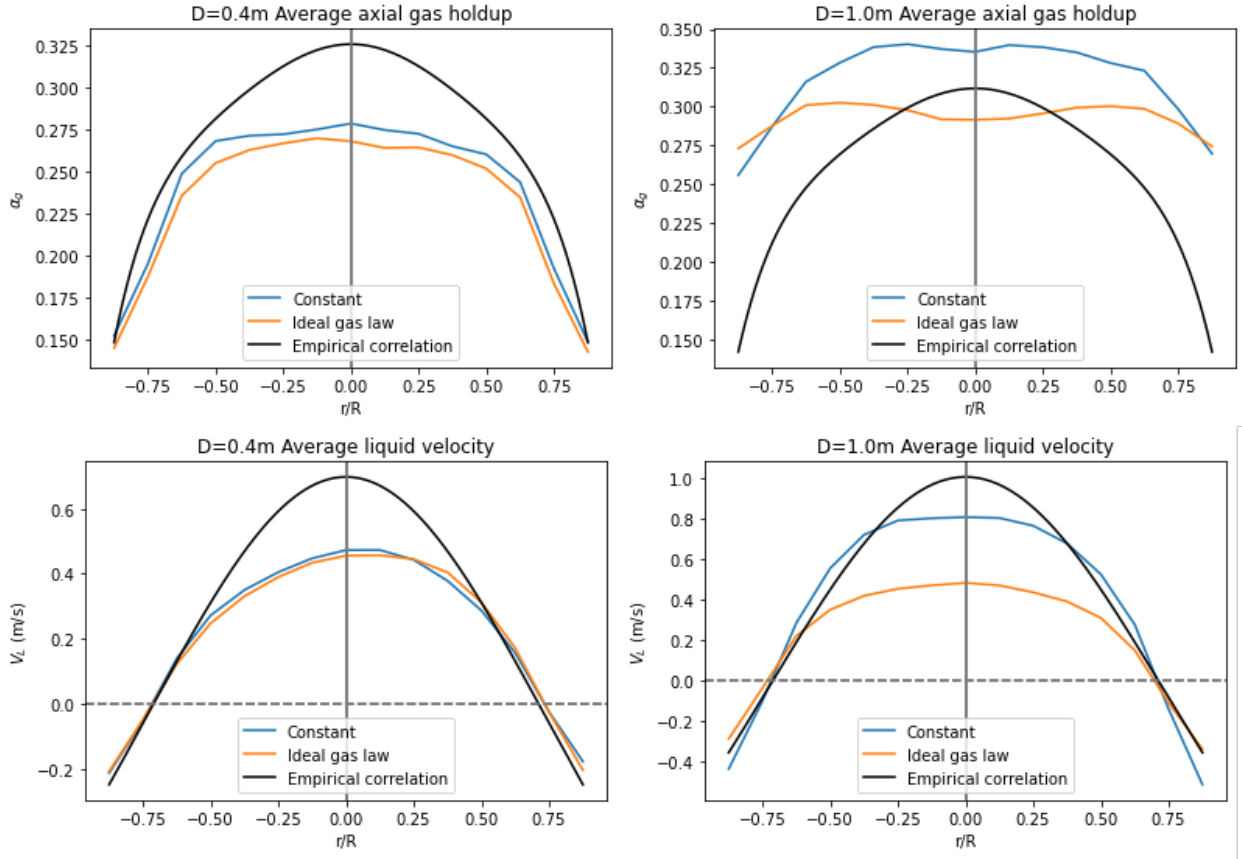 D=0.4m Average axial gas holdup
0.325
0.300
0.275
0.250
0.225
0.200
0.175
0.150
αg
Constant
Ideal gas law
Empirical correlation
−0.75 −0.50 −0.25 0.00 0.25 0.50 0.75
r/R
D=1.0m Average axial gas holdup
0.350
0.325
0.300
0.275
0.250
0.225
0.200
0.175
0.150
αg
Constant
Ideal gas law
Empirical correlation
−0.75 −0.50 −0.25 0.00 0.25 0.50 0.75
r/R
D=0.4m Average liquid velocity
0.6
0.4
0.2
0.0
−0.2
VL (m/s)
Constant
Ideal gas law
Empirical correlation
−0.75 −0.50 −0.25 0.00 0.25 0.50 0.75
r/R
D=1.0m Average liquid velocity
1.0
0.8
0.6
0.4
0.2
0.0
−0.2
−0.4
VL (m/s)
Constant
Ideal gas law
Empirical correlation
−0.75 −0.50 −0.25 0.00 0.25 0.50 0.75
r/R